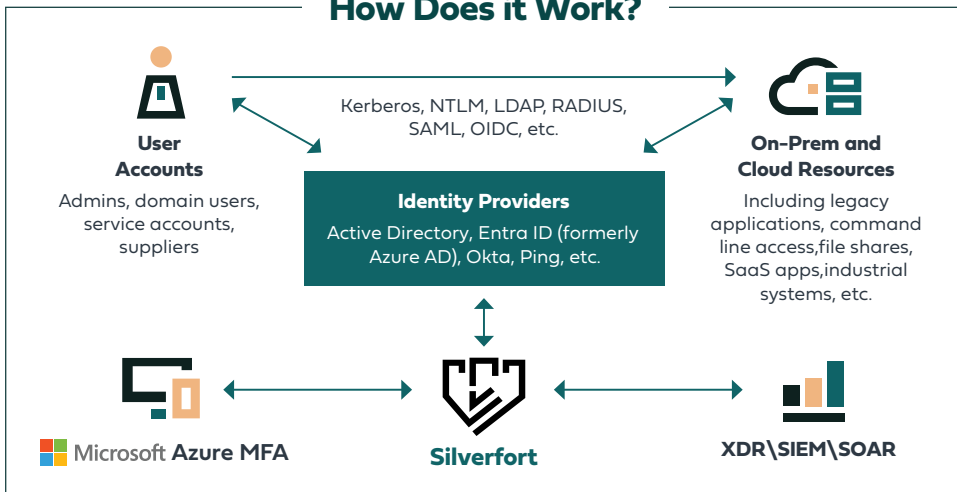 How Does it Work?
Kerberos, NTLM, LDAP, RADIUS,
SAML, OIDC, etc.
User
Accounts
Admins, domain users,
service accounts,
suppliers
On-Prem and
Cloud Resources
Including legacy
applications, command
line access,file shares,
SaaS apps,industrial
systems, etc.
Identity Providers
Active Directory, Entra ID (formerly
Azure AD), Okta, Ping, etc.
Microsoft Azure MFA
Silverfort
XDR\SIEM\SOAR